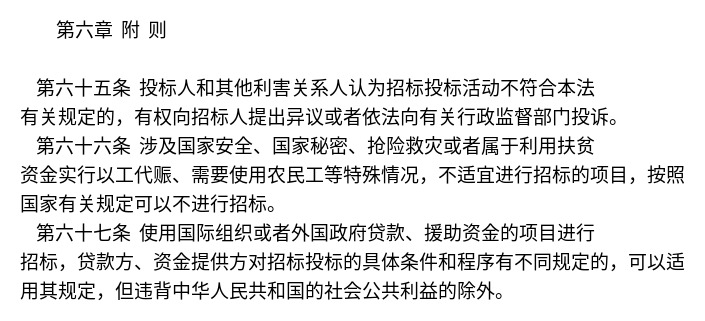 第六章 附 则
第六十五条 投标人和其他利害关系人认为招标投标活动不符合本法
有关规定的，有权向招标人提出异议或者依法向有关行政监督部门投诉。
第六十六条 涉及国家安全、国家秘密、抢险救灾或者属于利用扶贫
资金实行以工代赈、需要使用农民工等特殊情况，不适宜进行招标的项目，按照
国家有关规定可以不进行招标。
第六十七条 使用国际组织或者外国政府贷款、援助资金的项目进行
招标，贷款方、资金提供方对招标投标的具体条件和程序有不同规定的，可以适
用其规定，但违背中华人民共和国的社会公共利益的除外。